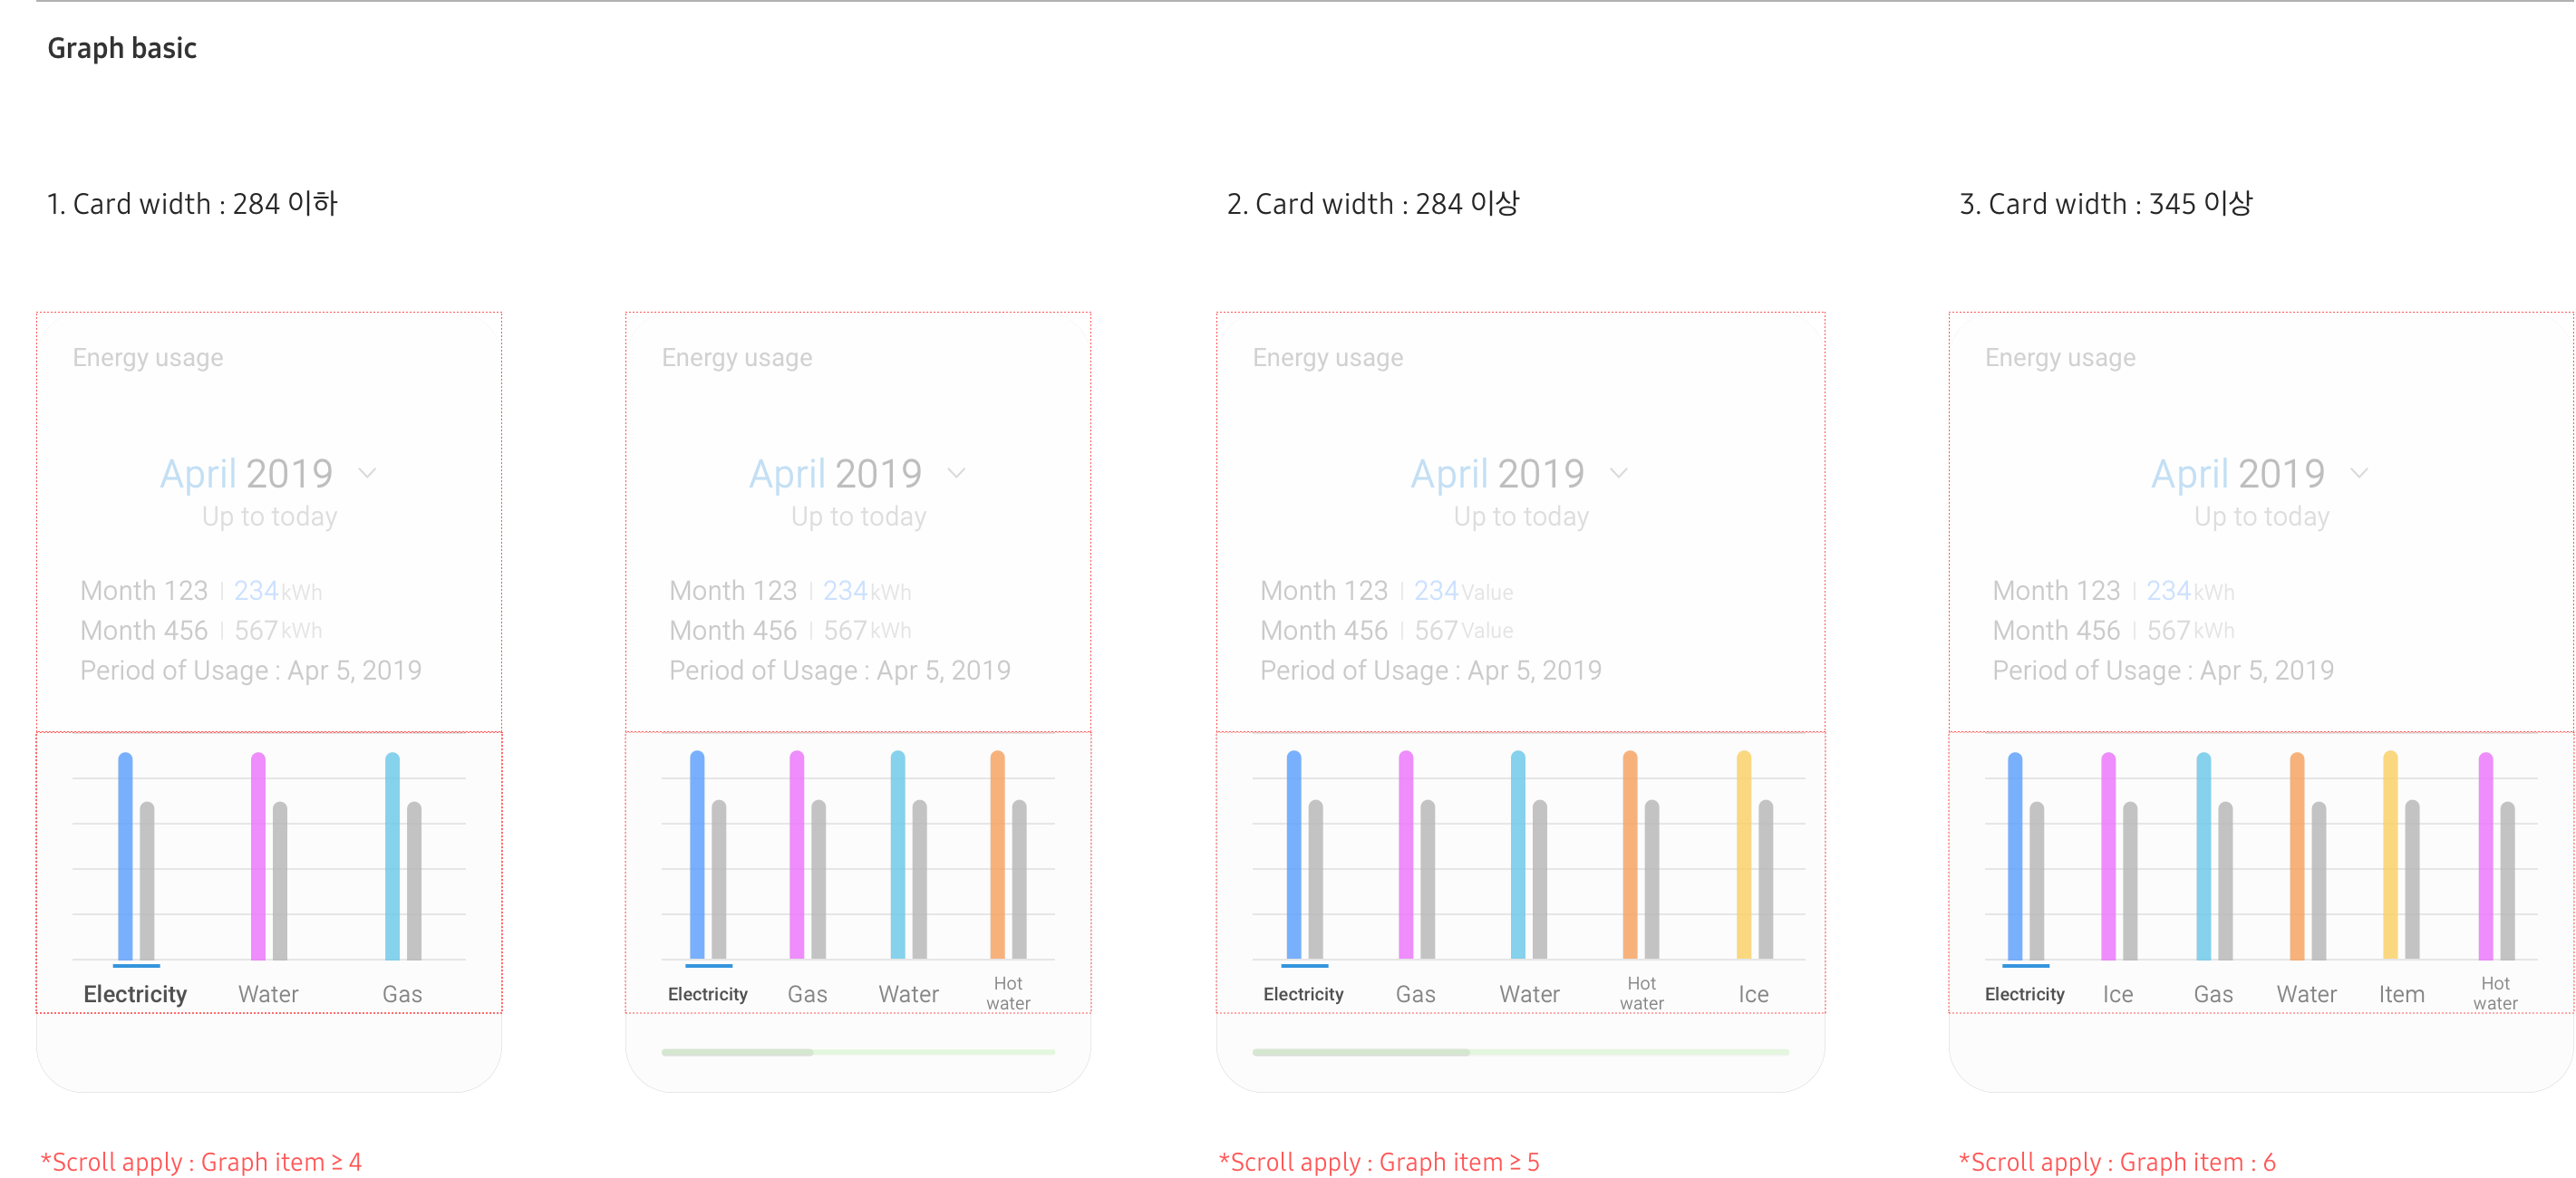 Graph basic
1. Card width : 284 이하
2. Card width : 284 이상
3. Card width : 345 이상
Energy usage
April 2019
Up to today
Month 123 | 234 kWh
Month 456 | 567 kWh
Period of Usage : Apr 5, 2019
Electricity Water Gas
Energy usage
April 2019
Up to today
Month 123 | 234 kWh
Month 456 | 567 kWh
Period of Usage : Apr 5, 2019
Electricity Gas Water Hot
water
Energy usage
April 2019
Up to today
Month 123 | 234 Value
Month 456 | 567 Value
Period of Usage : Apr 5, 2019
Electricity Gas Water Hot
water Ice
Energy usage
April 2019
Up to today
Month 123 | 234 kWh
Month 456 | 567 kWh
Period of Usage : Apr 5, 2019
Electricity Ice Gas Water Item Hot
water
*Scroll apply : Graph item ≥ 4
*Scroll apply : Graph item ≥ 5
*Scroll apply : Graph item : 6